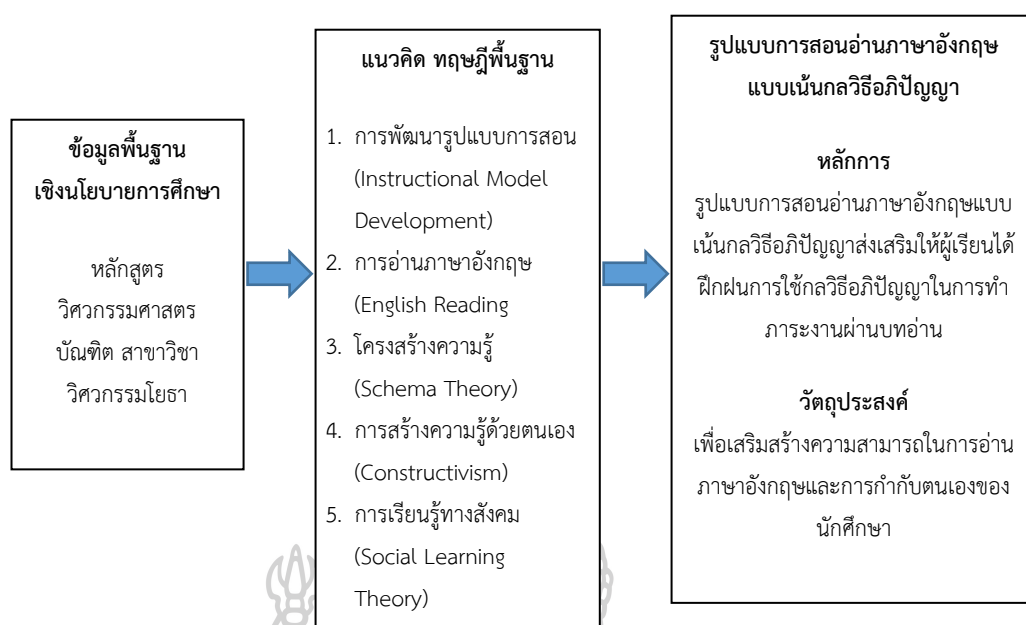 ข้อมูลพื้นฐาน
เชิงนโยบายการศึกษา
หลักสูตร
วิศวกรรมศาสตร
บัณฑิต สาขาวิชา
วิศวกรรมโยธา
แนวคิด ทฤษฎีพื้นฐาน
1. การพัฒนารูปแบบการสอน
(Instructional Model
Development)
2. การอ่านภาษาอังกฤษ
(English Reading
3. โครงสร้างความรู้
(Schema Theory)
4. การสร้างความรู้ด้วยตนเอง
(Constructivism)
5. การเรียนรู้ทางสังคม
(Social Learning
Theory)
รูปแบบการสอนอ่านภาษาอังกฤษ
แบบเน้นกลวิธีอภิปัญญา
หลักการ
รูปแบบการสอนอ่านภาษาอังกฤษแบบ
เน้นกลวิธีอภิปัญญาส่งเสริมให้ผู้เรียนได้
ฝึกฝนการใช้กลวิธีอภิปัญญาในการทำ
ภาระงานผ่านบทอ่าน
วัตถุประสงค์
เพื่อเสริมสร้างความสามารถในการอ่าน
ภาษาอังกฤษและการกำกับตนเองของ
นักศึกษา